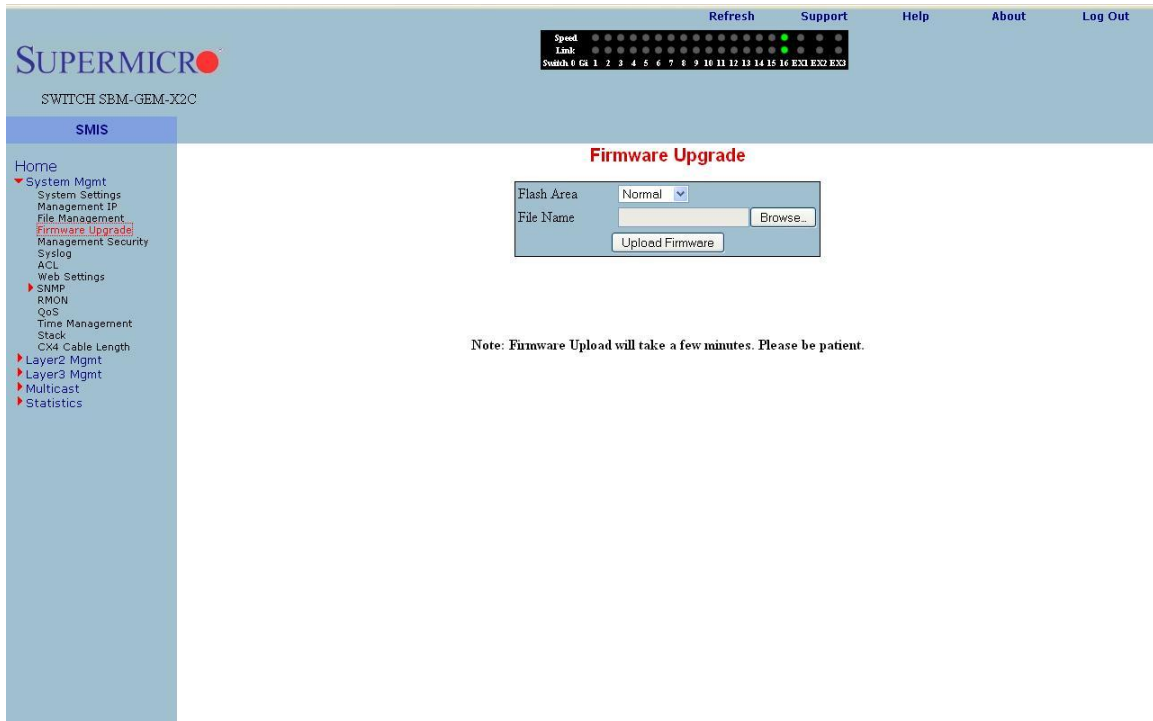 Refresh Support Help About Log Out
SUPERMICRO
Speed
Link
Switch 0 Gi 1 2 3 4 5 6 7 8 9 10 11 12 13 14 15 16 EX1 EX2 EX3
SWITCH SBM-GEM-X2C
SMIS
Home
System Mgmt
System Settings
Management IP
File Management
Firmware Upgrade
Management Security
Syslog
ACL
Web Settings
SNMP
RMON
QoS
Time Management
Stack
CX4 Cable Length
Layer2 Mgmt
Layer3 Mgmt
Multicast
Statistics
Firmware Upgrade
Flash Area Normal
File Name Browse...
Upload Firmware
Note: Firmware Upload will take a few minutes. Please be patient.